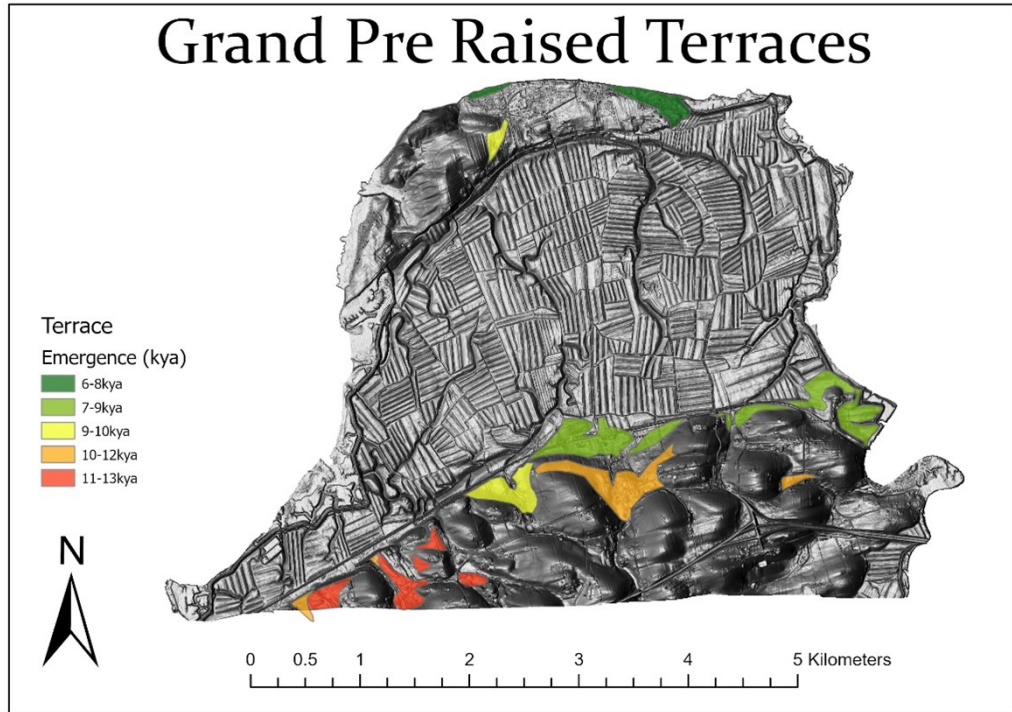 Grand Pre Raised Terraces
Terrace
Emergence (kya)
6-8kya
7-9kya
9-10kya
10-12kya
11-13kya
N
0 0.5 1 2 3 4 5 Kilometers